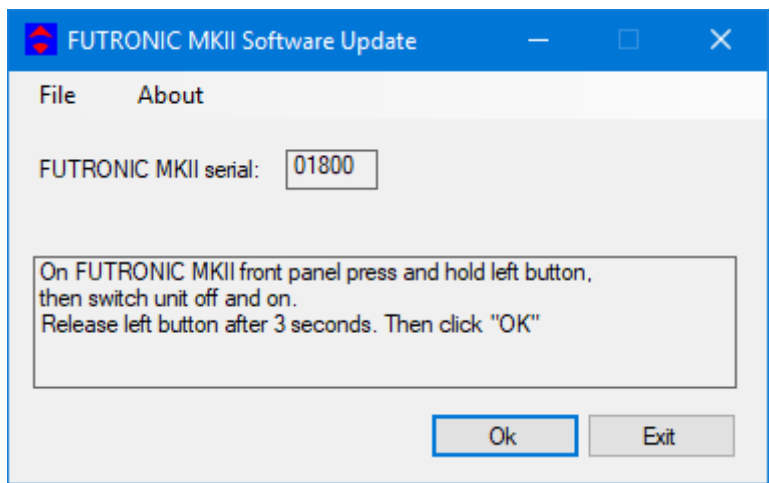 FUTRONIC MKII Software Update
File About
FUTRONIC MKII serial: 01800
On FUTRONIC MKII front panel press and hold left button,
then switch unit off and on.
Release left button after 3 seconds. Then click "OK"
Ok Exit